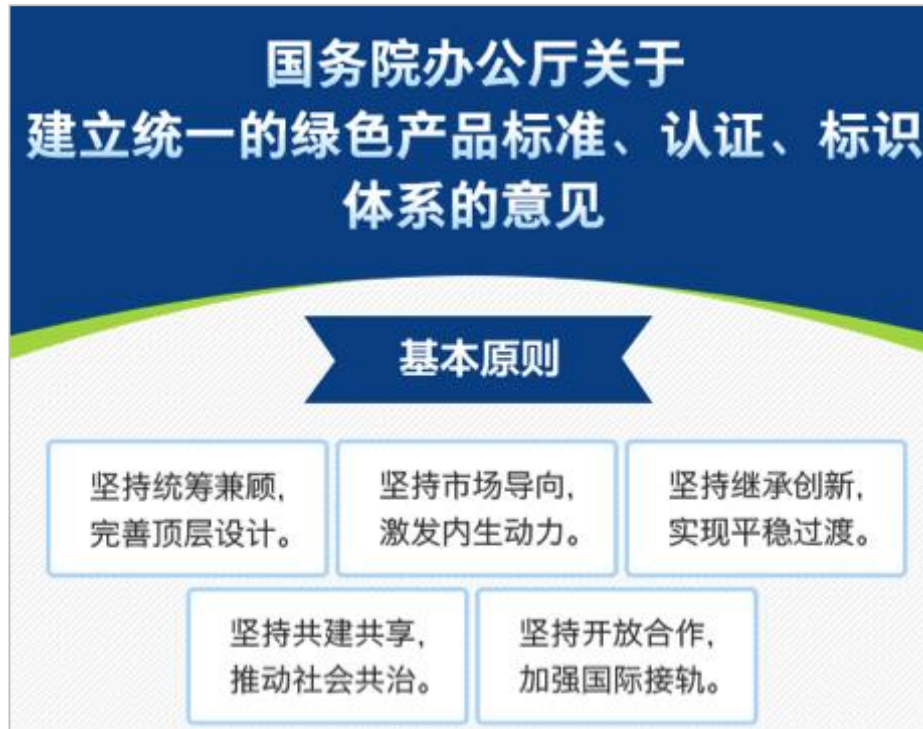 国务院办公厅关于
建立统一的绿色产品标准、认证、标识
体系的意见
基本原则
坚持统筹兼顾，
完善顶层设计。
坚持市场导向，
激发内生动力。
坚持继承创新，
实现平稳过渡。
坚持共建共享，
推动社会共治。
坚持开放合作，
加强国际接轨。